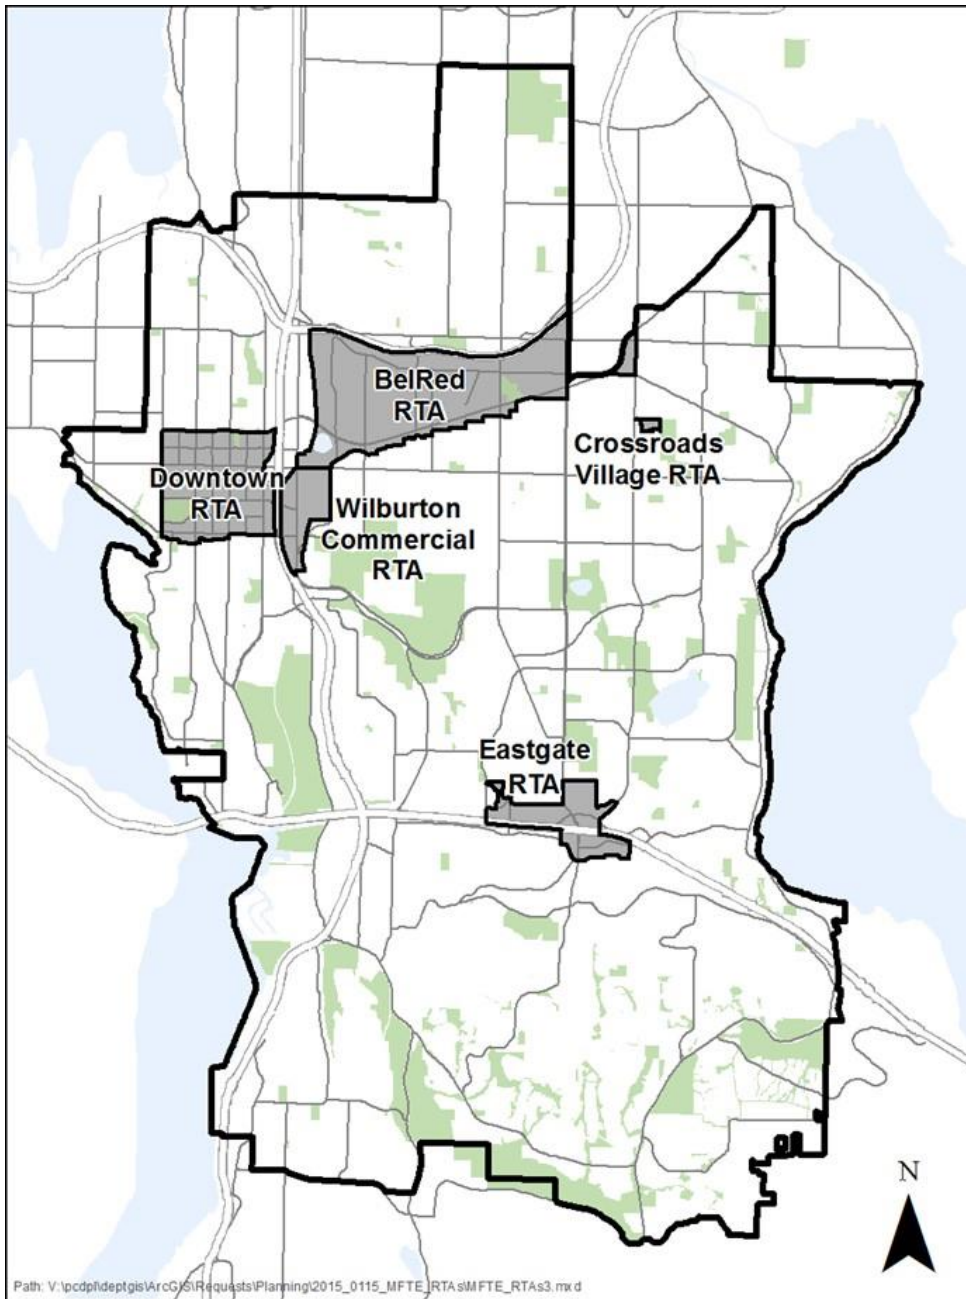 BelRed
RTA
Crossroads
Village RTA
Downtown
RTA
Wilburton
Commercial
RTA
Eastgate
RTA
N
Path: V:\pcdpl\deptgis\ArcGIS\Requests\Planning\2015_0115_MFTE_RTAs\MFTE_RTAs3.mxd